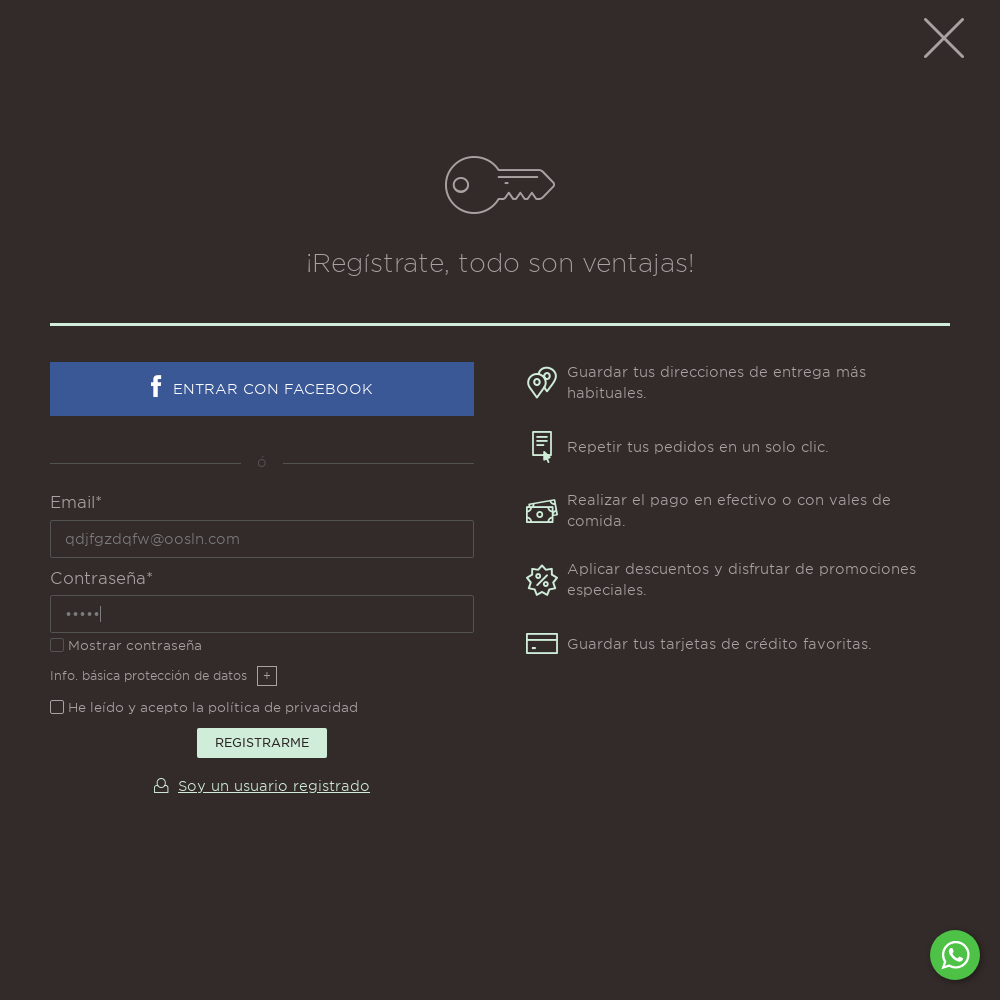 ¡Regístrate, todo son ventajas!
ENTRAR CON FACEBOOK
Ó
Email*
qdjfgzdqfw@oosln.com
Contraseña*
•••••
Mostrar contraseña
Info. básica protección de datos +
He leído y acepto la política de privacidad
REGISTRARME
Soy un usuario registrado
Guardar tus direcciones de entrega más
habituales.
Repetir tus pedidos en un solo clic.
Realizar el pago en efectivo o con vales de
comida.
Aplicar descuentos y disfrutar de promociones
especiales.
Guardar tus tarjetas de crédito favoritas.